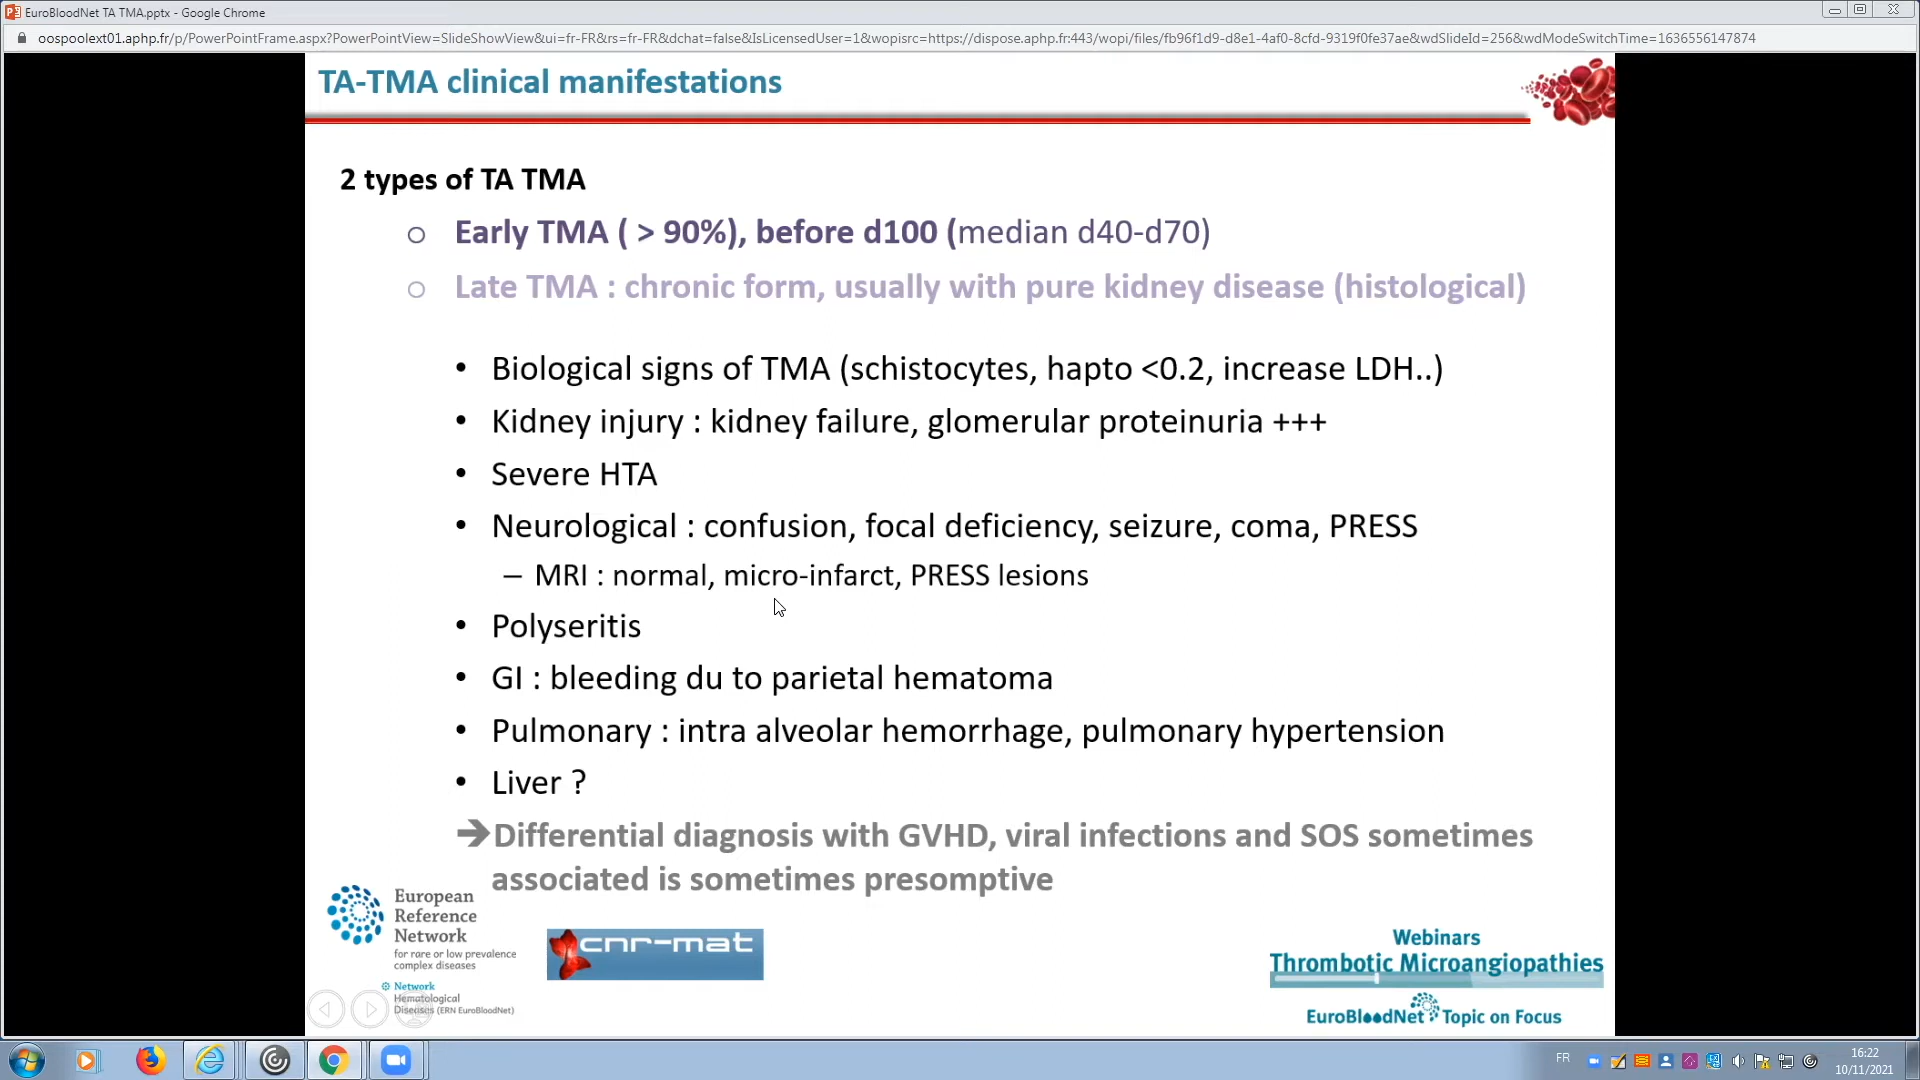 EuroBloodNet TA TMA.pptx - Google Chrome
oospoolext01.aphp.fr/p/PowerPointFrame.aspx?PowerPointView=SlideShowView&ui=fr-FR&rs=fr-FR&dchat=false&IsLicensedUser=1&wopisrc=https://dispose.aphp.fr:443/wopi/files/fb96f1d9-d8e1-4af0-8cfd-9319f0fe37ae&wdSlideId=256&wdModeSwitchTime=1636556147874
TA-TMA clinical manifestations
2 types of TA TMA
o Early TMA ( > 90%), before d100 (median d40-d70)
o Late TMA : chronic form, usually with pure kidney disease (histological)
• Biological signs of TMA (schistocytes, hapto <0.2, increase LDH..)
• Kidney injury : kidney failure, glomerular proteinuria +++
• Severe HTA
• Neurological : confusion, focal deficiency, seizure, coma, PRESS
– MRI : normal, micro-infarct, PRESS lesions
• Polyseritis
• GI : bleeding du to parietal hematoma
• Pulmonary : intra alveolar hemorrhage, pulmonary hypertension
• Liver ?
➔Differential diagnosis with GVHD, viral infections and SOS sometimes
associated is sometimes presomptive
European
Reference
Network
for rare or low prevalence
complex diseases
Network
Hematological
Diseases (ERN EuroBloodNet)
cnr-mat
Webinars
Thrombotic Microangiopathies
EuroBloodNet Topic on Focus
FR
16:22
10/11/2021